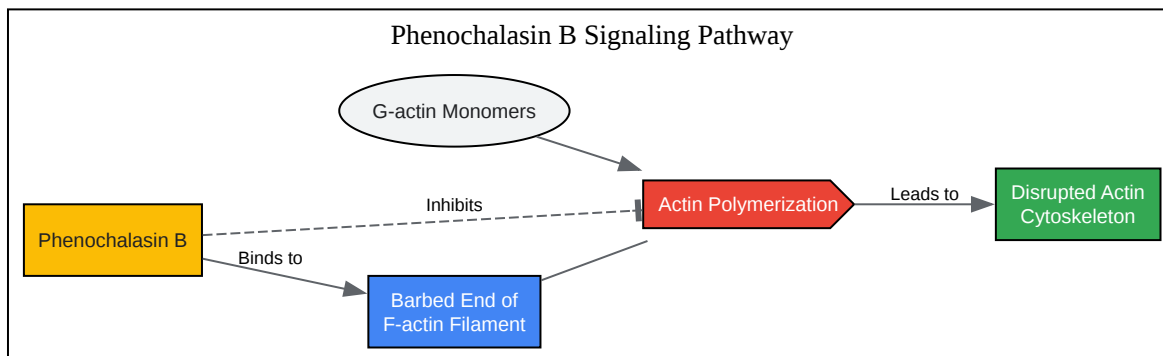 Phenochalasin B Signaling Pathway
G-actin Monomers
Inhibits
Actin Polymerization
Leads to
Disrupted Actin
Cytoskeleton
Phenochalasin B
Binds to
Barbed End of
F-actin Filament